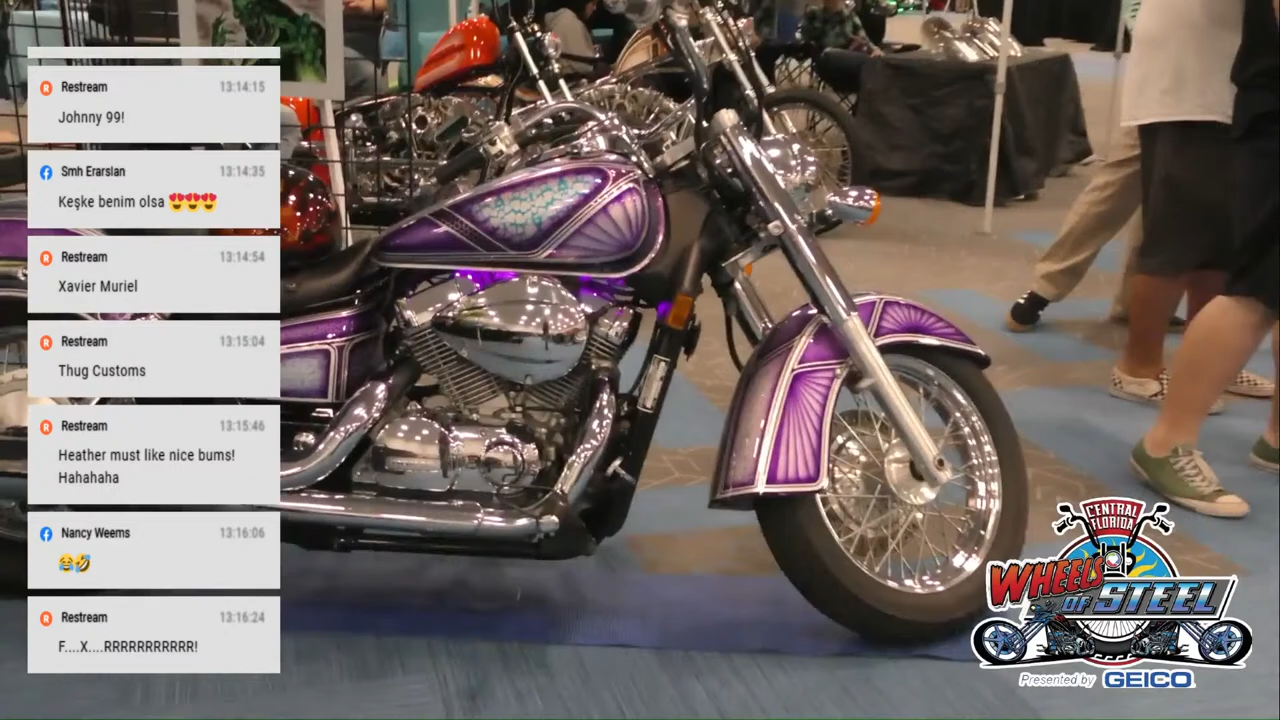 Restream 13:14:15
Johnny 99!
Smh Erarslan 13:14:35
Keşke benim olsa 😍😍😍
Restream 13:14:54
Xavier Muriel
Restream 13:15:04
Thug Customs
Restream 13:15:46
Heather must like nice bums!
Hahahaha
Nancy Weems 13:16:06
😂🤣
Restream 13:16:24
F....X....RRRRRRRRRRR!
CENTRAL
FLORIDA
WHEELS
OF STEEL
Presented by GEICO